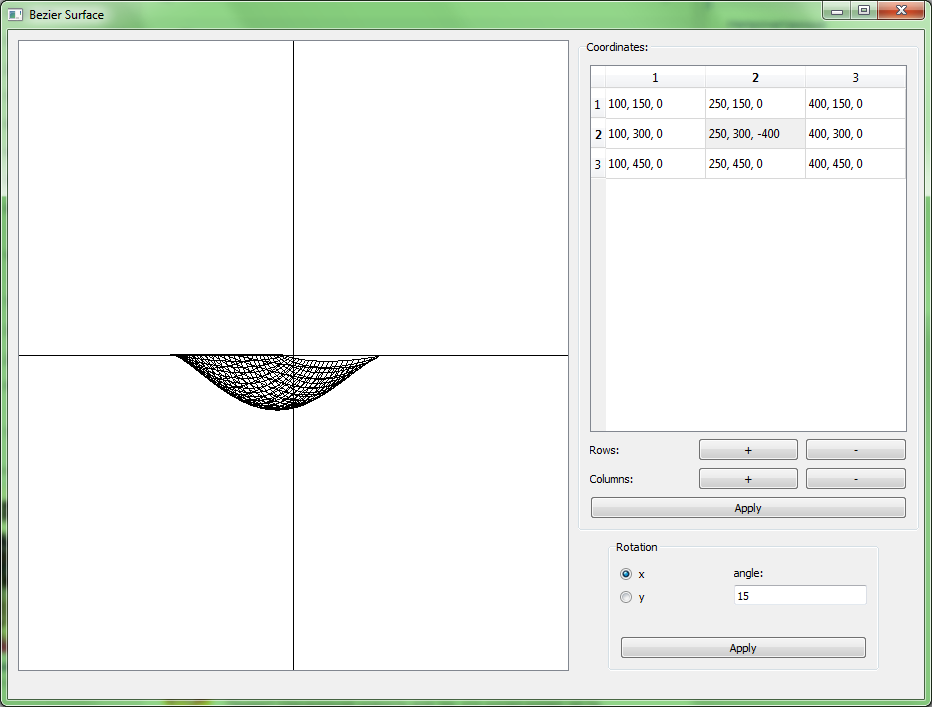 Bezier Surface
Coordinates:
1 2 3
1 100, 150, 0 250, 150, 0 400, 150, 0
2 100, 300, 0 250, 300, -400 400, 300, 0
3 100, 450, 0 250, 450, 0 400, 450, 0
Rows: + -
Columns: + -
Apply
Rotation
x angle:
y 15
Apply